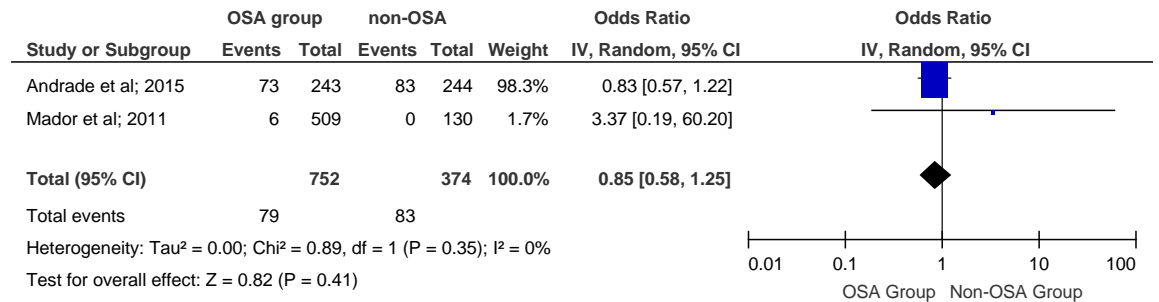 OSA group non-OSA Odds Ratio Odds Ratio
Study or Subgroup Events Total Events Total Weight IV, Random, 95% CI IV, Random, 95% CI
Andrade et al; 2015 73 243 83 244 98.3% 0.83 [0.57, 1.22]
Mador et al; 2011 6 509 0 130 1.7% 3.37 [0.19, 60.20]
Total (95% CI) 752 374 100.0% 0.85 [0.58, 1.25]
Total events 79 83
Heterogeneity: Tau² = 0.00; Chi² = 0.89, df = 1 (P = 0.35); I² = 0%
Test for overall effect: Z = 0.82 (P = 0.41)
0.01 0.1 1 10 100
OSA Group Non-OSA Group